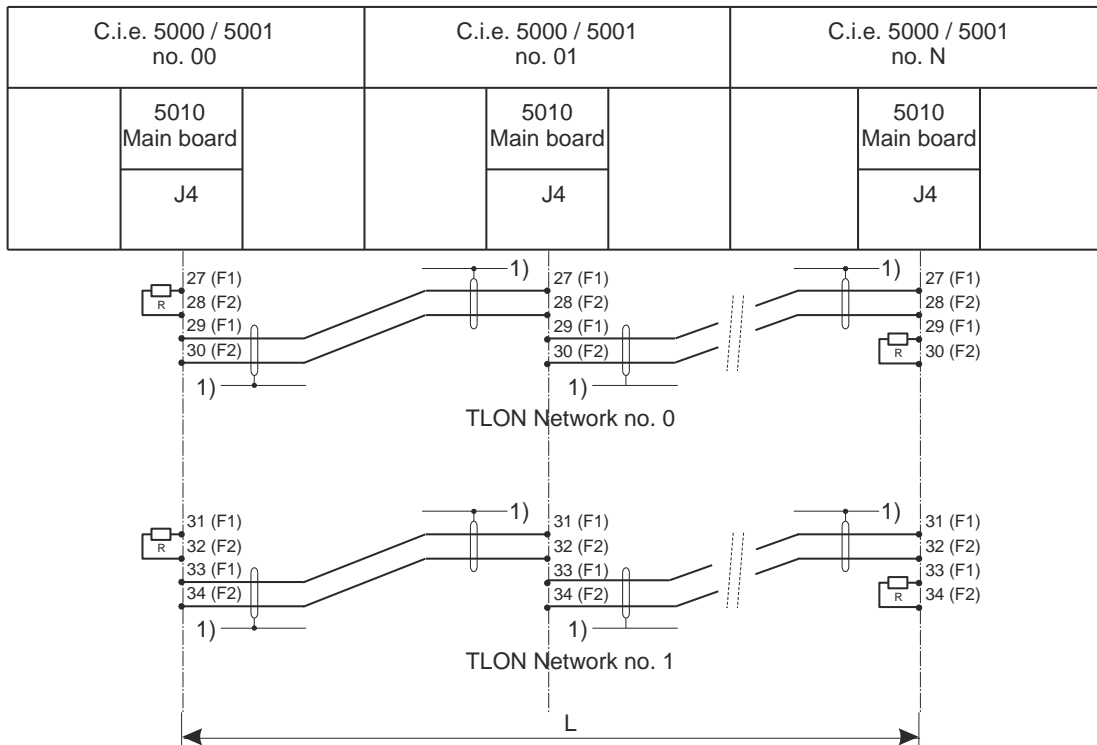 C.i.e. 5000 / 5001
no. 00
C.i.e. 5000 / 5001
no. 01
C.i.e. 5000 / 5001
no. N
5010
Main board
J4
5010
Main board
J4
5010
Main board
J4
R
27 (F1)
28 (F2)
29 (F1)
30 (F2)
1)
1)
27 (F1)
28 (F2)
29 (F1)
30 (F2)
1)
1)
27 (F1)
28 (F2)
29 (F1)
30 (F2)
R
TLON Network no. 0
R
31 (F1)
32 (F2)
33 (F1)
34 (F2)
1)
1)
31 (F1)
32 (F2)
33 (F1)
34 (F2)
1)
1)
31 (F1)
32 (F2)
33 (F1)
34 (F2)
R
TLON Network no. 1
L